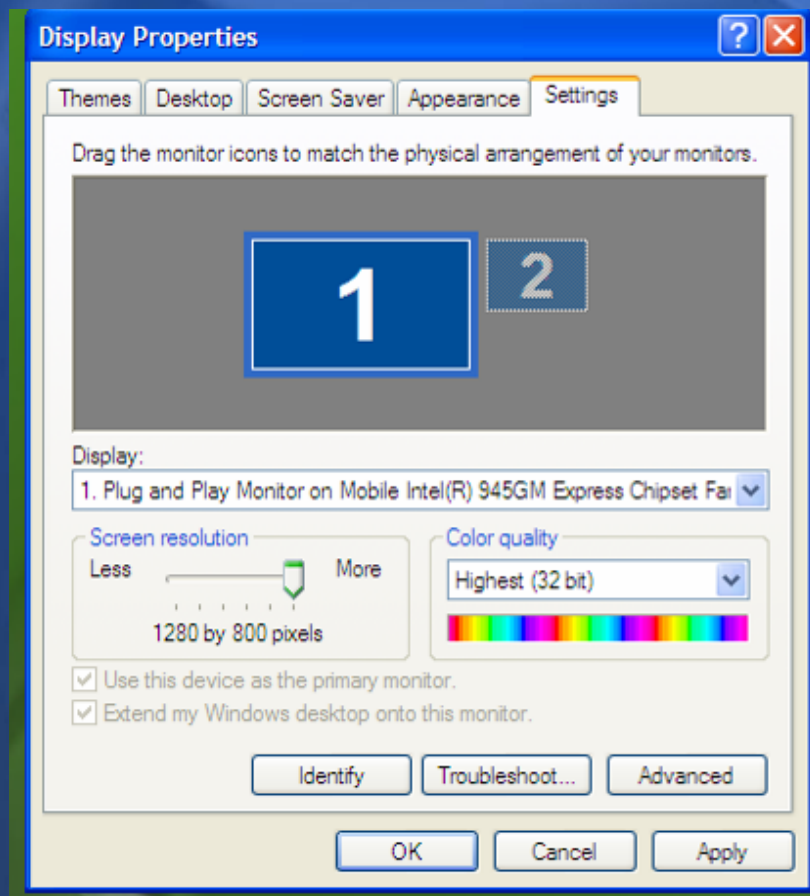 Display Properties
?
Themes Desktop Screen Saver Appearance Settings
Drag the monitor icons to match the physical arrangement of your monitors.
1 2
Display:
1. Plug and Play Monitor on Mobile Intel(R) 945GM Express Chipset Fai
Screen resolution
Less More
1280 by 800 pixels
Color quality
Highest (32 bit)
Use this device as the primary monitor.
Extend my Windows desktop onto this monitor.
Identify Troubleshoot... Advanced
OK Cancel Apply